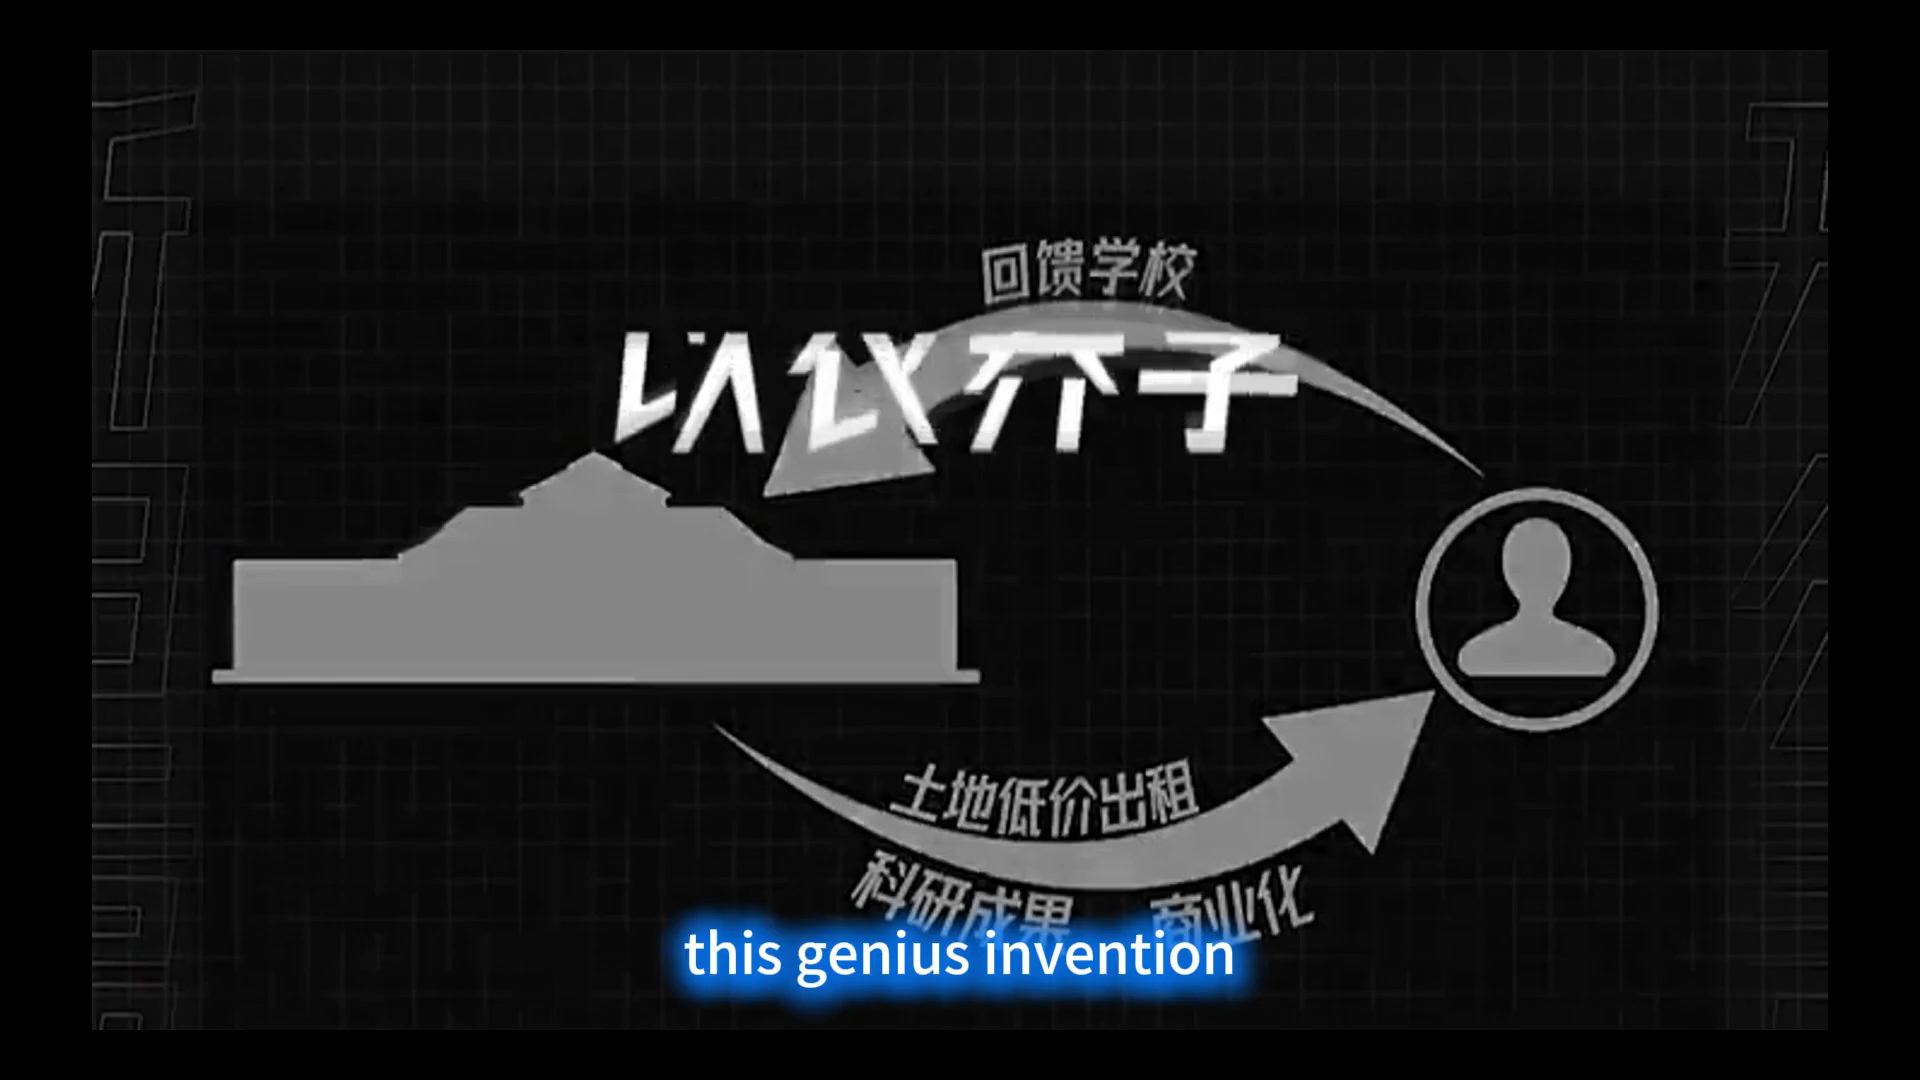 回馈学校
土地低价出租
科研成果 商业化
this genius invention